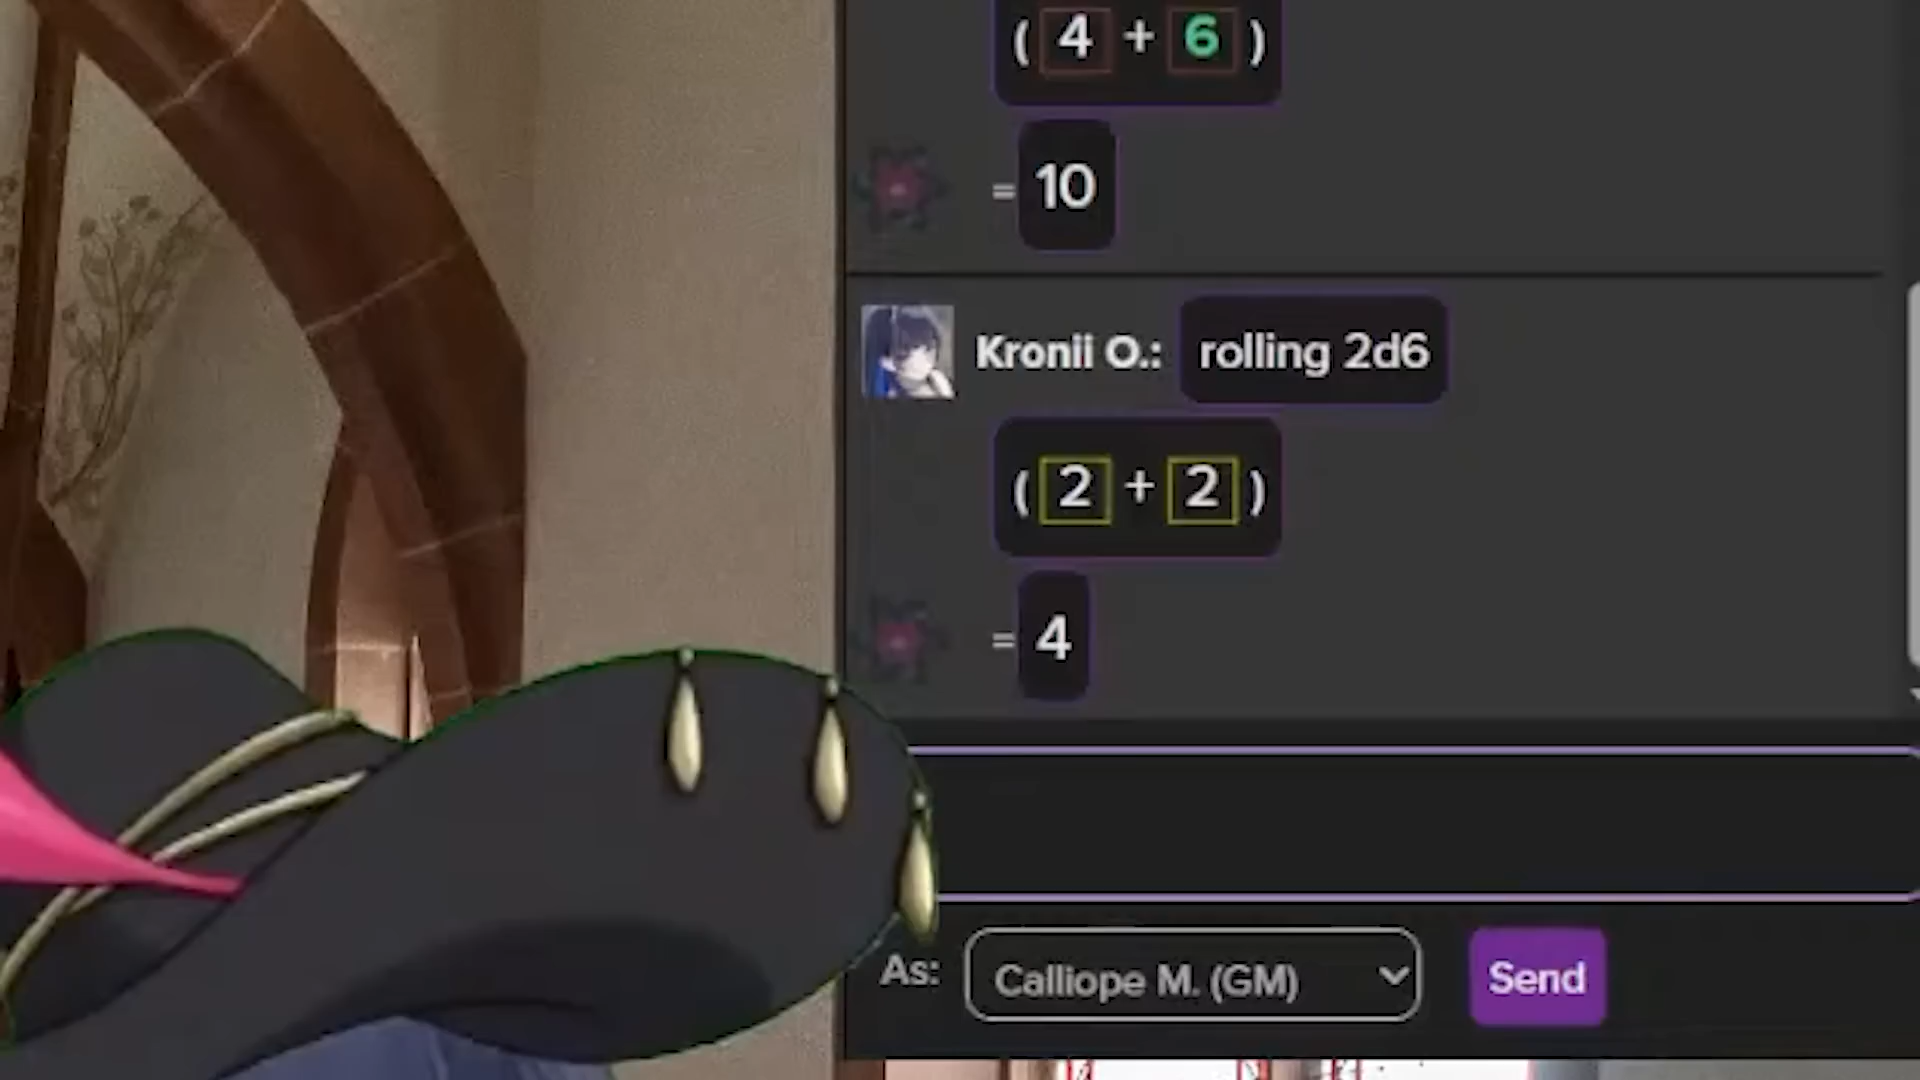 ( 4 + 6 )
= 10
Kronii O.: rolling 2d6
( 2 + 2 )
= 4
As: Calliope M. (GM) Send